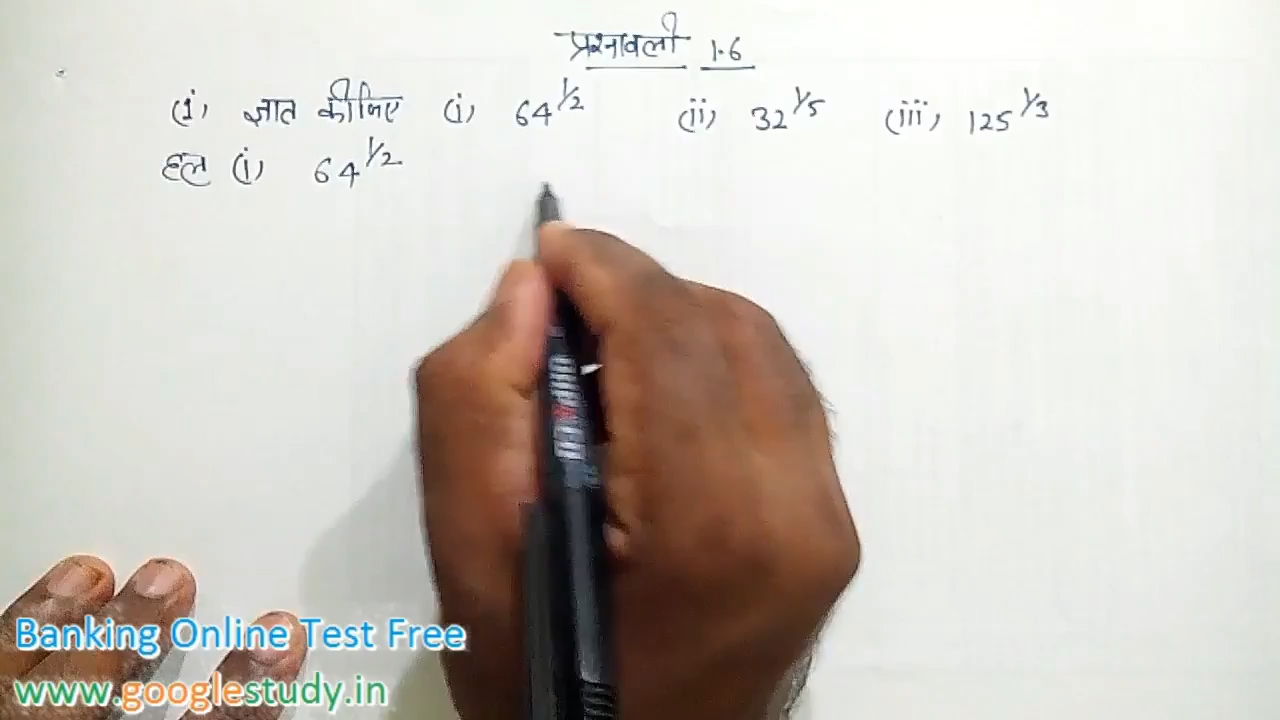 प्रश्नावली 1.6
(1) ज्ञात कीजिए (i) 64^1/2 (ii) 32^1/5 (iii) 125^1/3
हल (i) 64^1/2
Banking Online Test Free
www.googlestudy.in